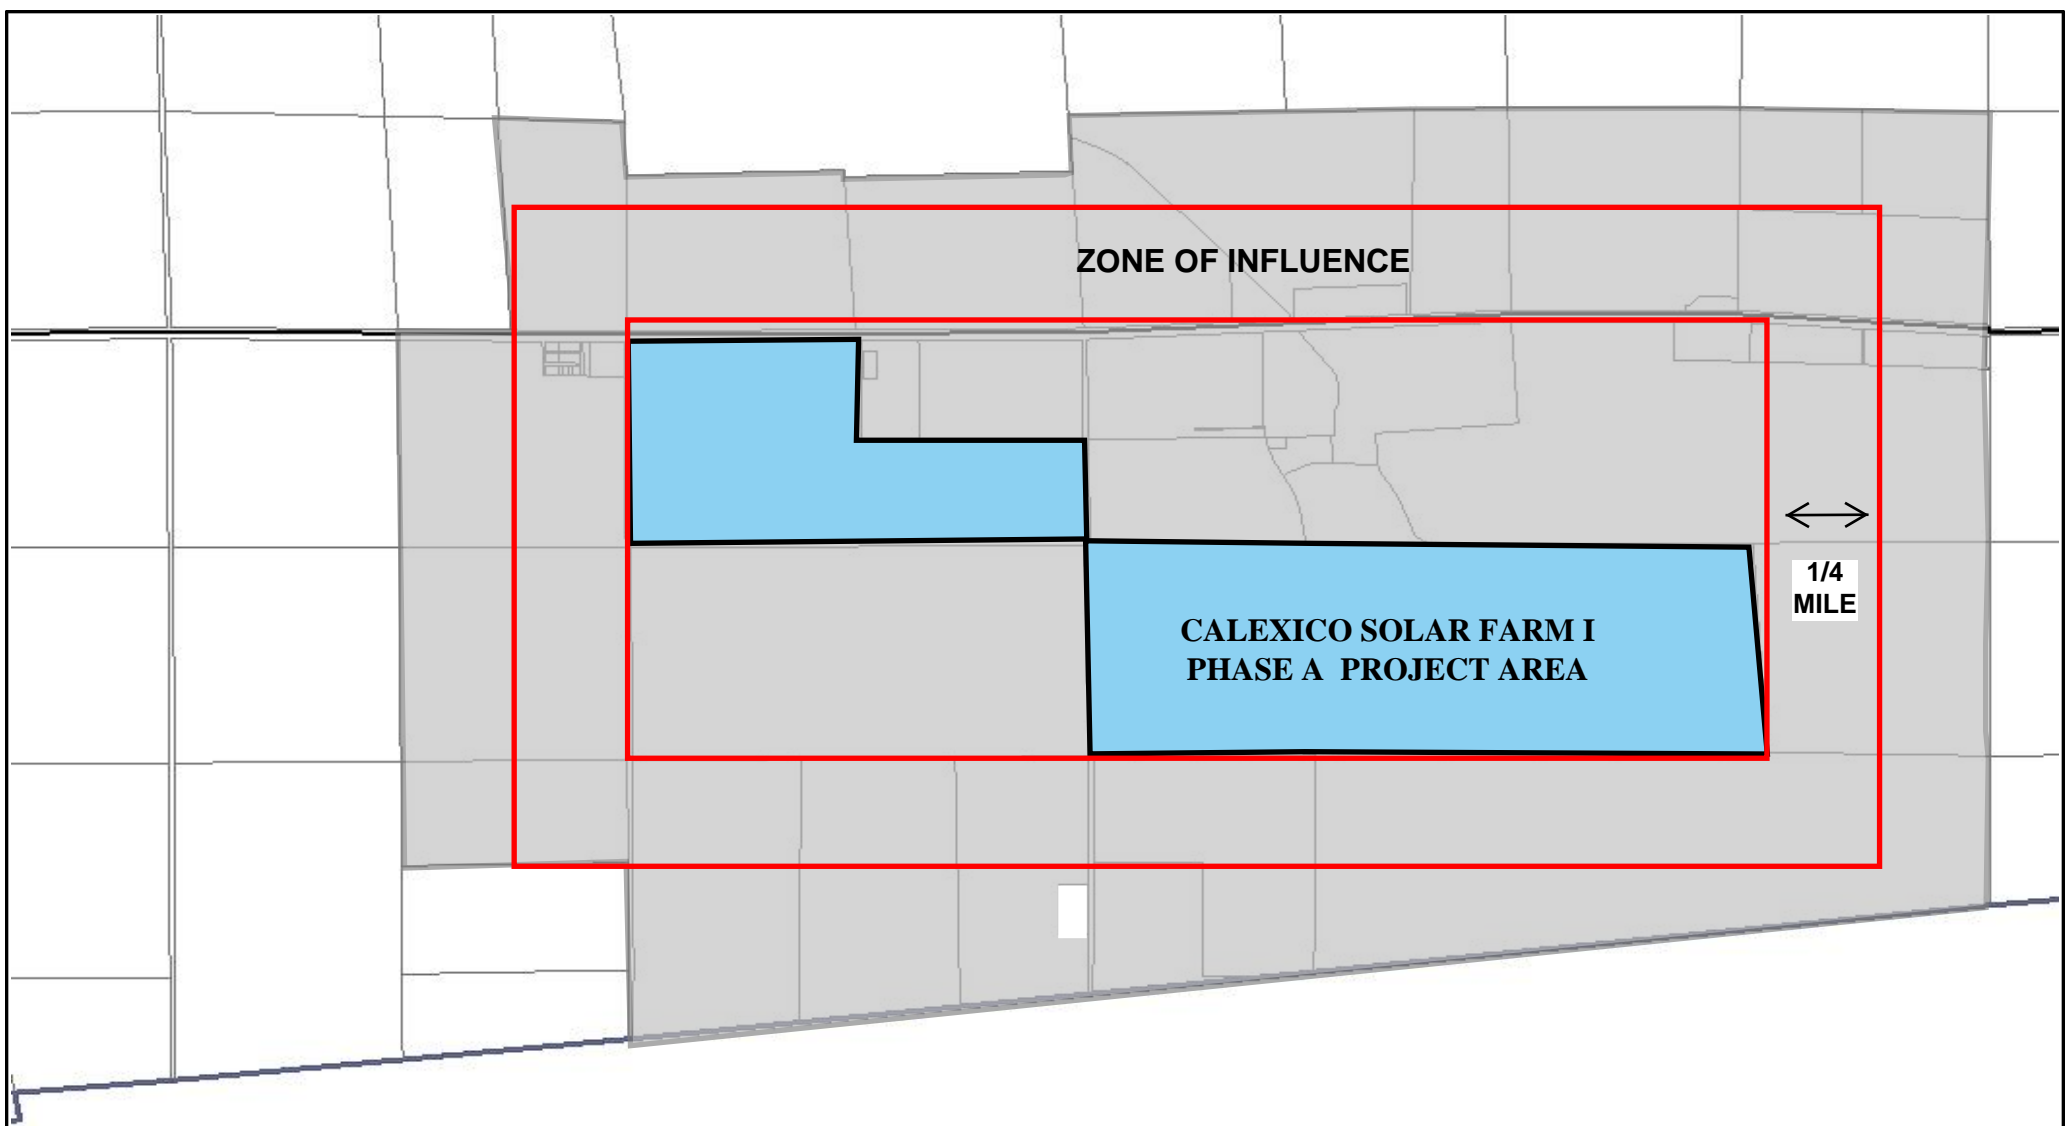 ZONE OF INFLUENCE
1/4
MILE
CALEXICO SOLAR FARM I
PHASE A PROJECT AREA